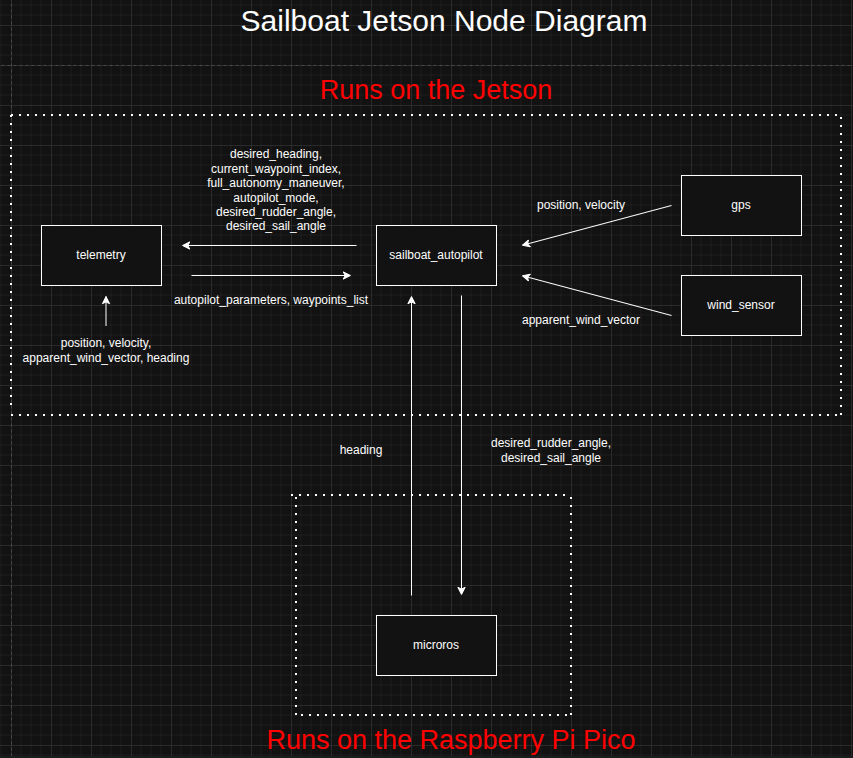 Sailboat Jetson Node Diagram
Runs on the Jetson
desired_heading,
current_waypoint_index,
full_autonomy_maneuver,
autopilot_mode,
desired_rudder_angle,
desired_sail_angle
position, velocity
gps
telemetry
sailboat_autopilot
autopilot_parameters, waypoints_list
wind_sensor
apparent_wind_vector
position, velocity,
apparent_wind_vector, heading
heading
desired_rudder_angle,
desired_sail_angle
microros
Runs on the Raspberry Pi Pico